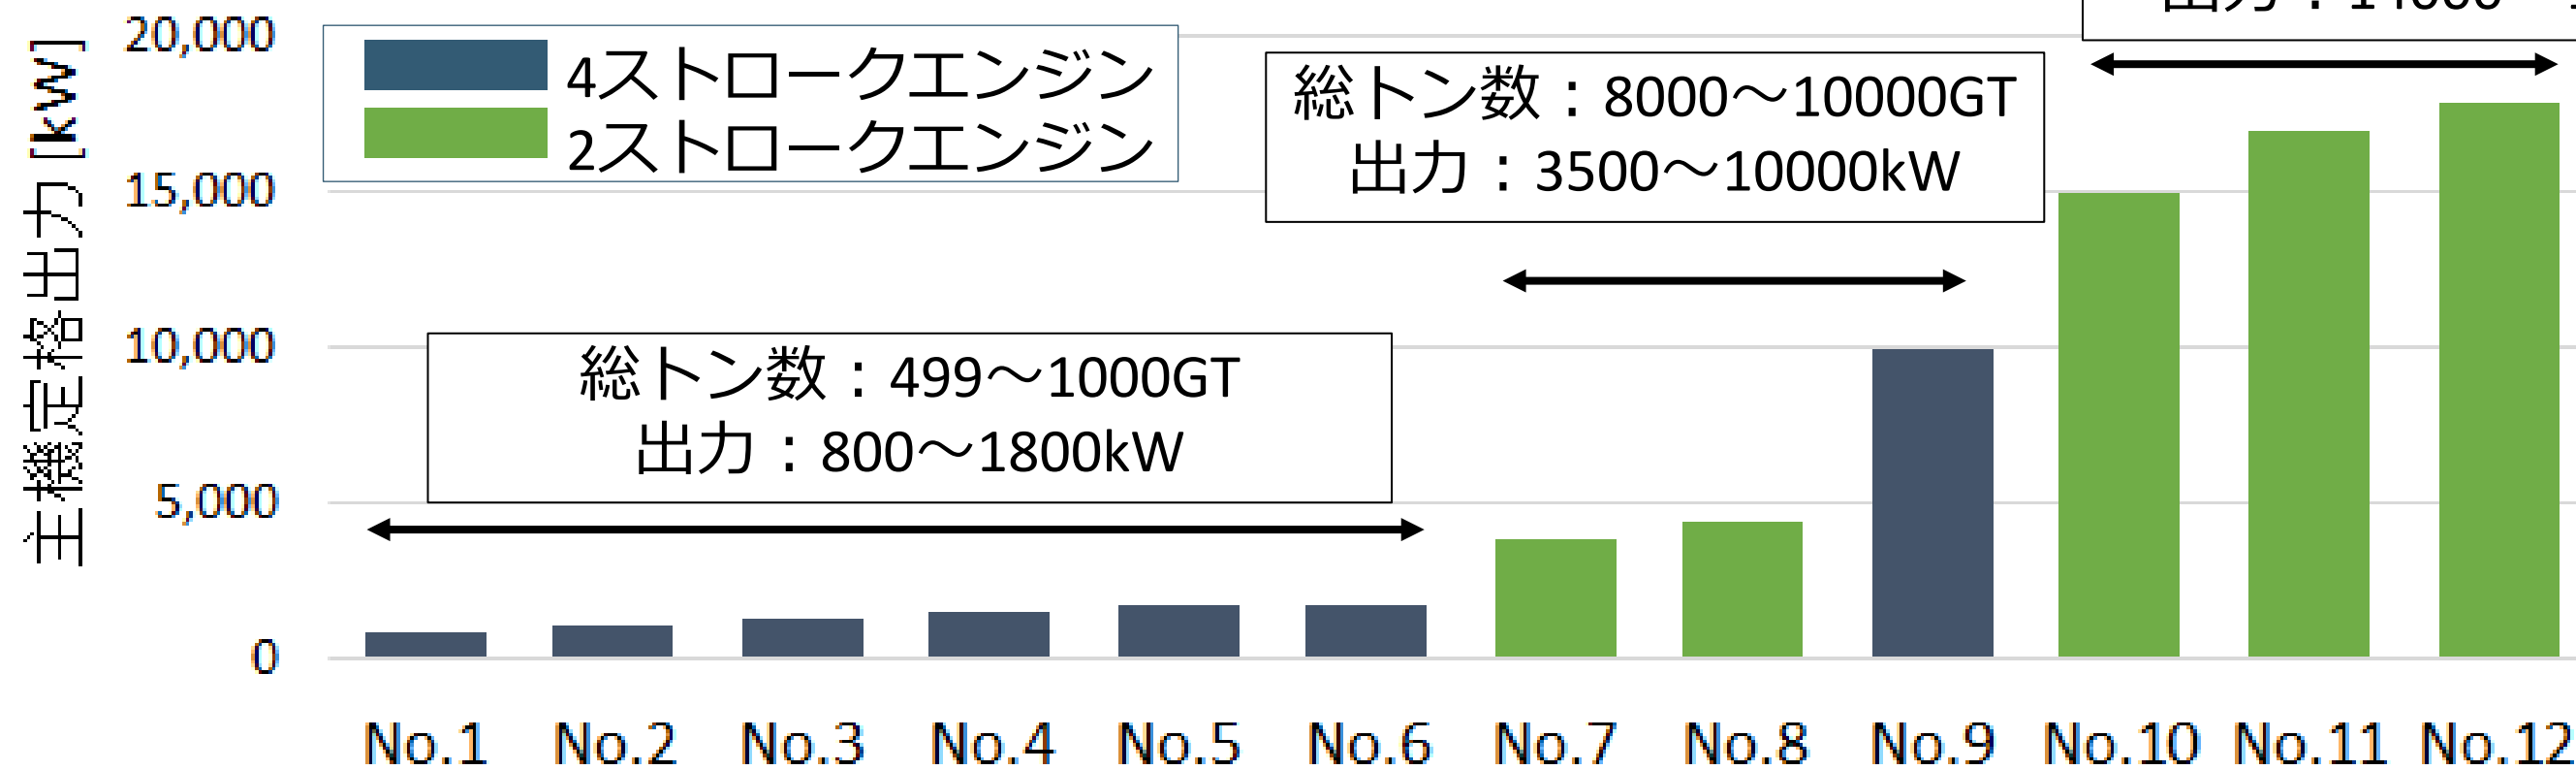 出力：14000～
20,000
15,000
10,000
5,000
0
主機定格出力 [kW]
4ストロークエンジン
2ストロークエンジン
総トン数：8000～10000GT
出力：3500～10000kW
総トン数：499～1000GT
出力：800～1800kW
No.1 No.2 No.3 No.4 No.5 No.6 No.7 No.8 No.9 No.10 No.11 No.12